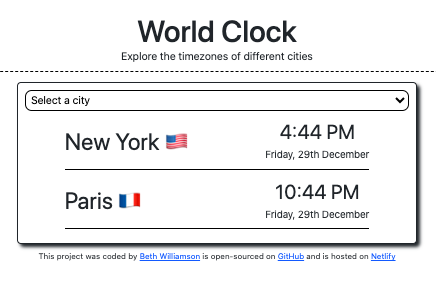 World Clock
Explore the timezones of different cities
Select a city
New York 🇺🇸
4:44 PM
Friday, 29th December
Paris 🇫🇷
10:44 PM
Friday, 29th December
This project was coded by Beth Williamson is open-sourced on GitHub and is hosted on Netlify